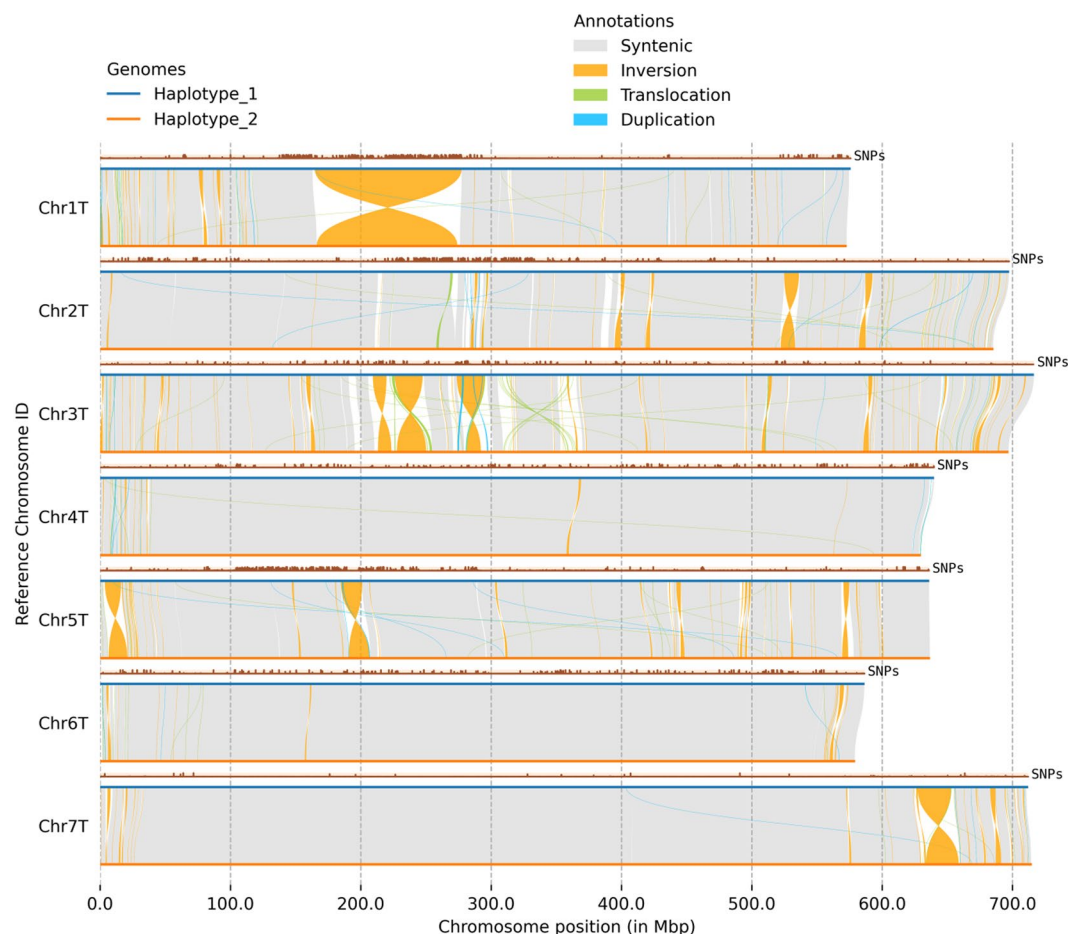 Annotations
Syntenic
Inversion
Translocation
Duplication
Genomes
Haplotype_1
Haplotype_2
SNPs
Chr1T
SNPs
Chr2T
SNPs
Chr3T
SNPs
Chr4T
SNPs
Chr5T
SNPs
Chr6T
SNPs
Chr7T
Reference Chromosome ID
0.0 100.0 200.0 300.0 400.0 500.0 600.0 700.0
Chromosome position (in Mbp)